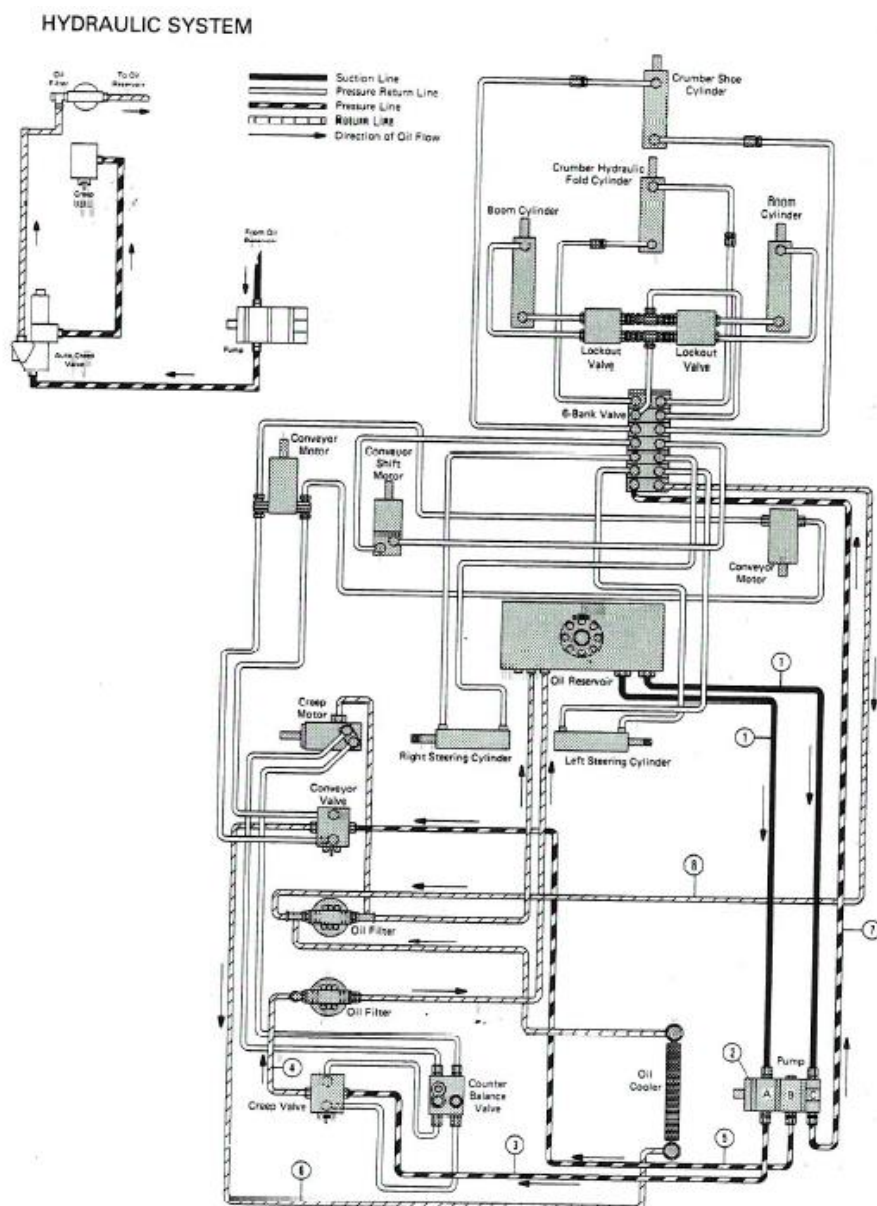 HYDRAULIC SYSTEM
Oil
Filter
To Oil
Reservoir
Suction Line
Pressure Return Line
Pressure Line
Return Line
Direction of Oil Flow
Creep
From Oil
Pump
Auto Creep
Valve
Crumber Shoe
Cylinder
Crumber Hydraulic
Fold Cylinder
Boom Cylinder
Boom
Cylinder
Lockout
Valve
Lockout
Valve
6-Bank Valve
Conveyor
Motor
Conveyor
Shift
Motor
Conveyor
Motor
Oil Reservoir
1
1
Creep
Motor
Right Steering Cylinder
Left Steering Cylinder
Conveyor
Valve
8
Oil Filter
7
Oil Filter
4
Creep Valve
Counter
Balance
Valve
Oil
Cooler
2
Pump
A
B
C
5
3
6